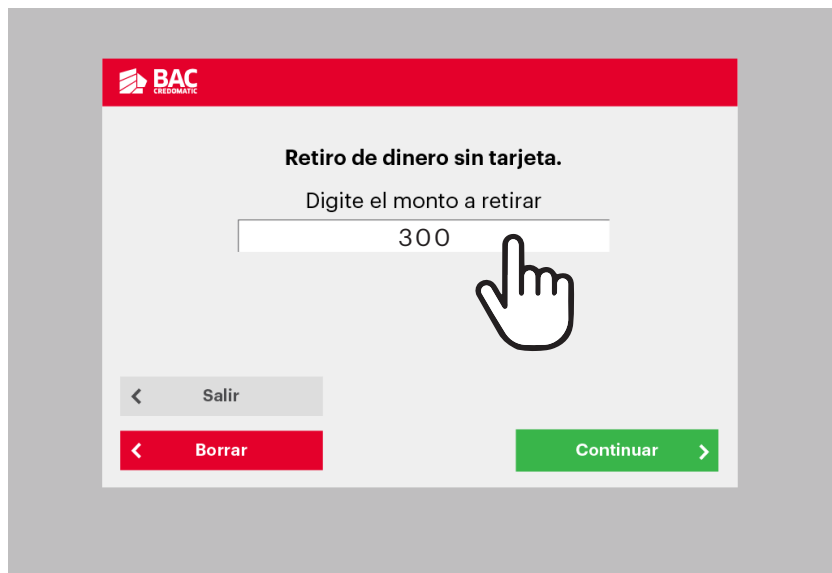 BAC
CREDOMATIC
Retiro de dinero sin tarjeta.
Digite el monto a retirar
300
Salir
Borrar
Continuar